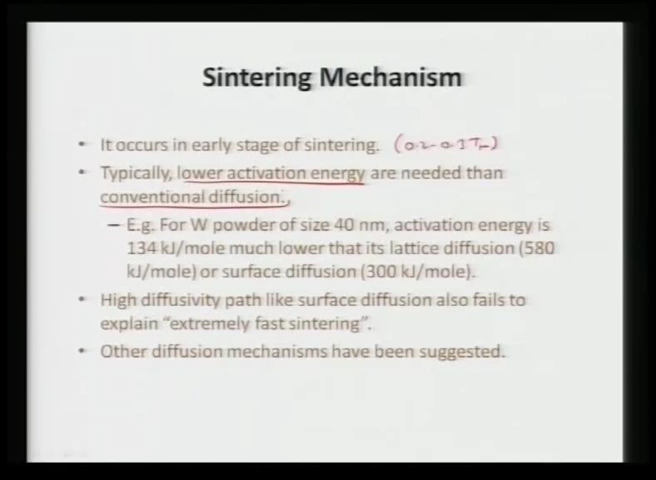 Sintering Mechanism
• It occurs in early stage of sintering. (0.2-0.3 Tm)
• Typically, lower activation energy are needed than
conventional diffusion.
– E.g. For W powder of size 40 nm, activation energy is
134 kJ/mole much lower that its lattice diffusion (580
kJ/mole) or surface diffusion (300 kJ/mole).
• High diffusivity path like surface diffusion also fails to
explain “extremely fast sintering”.
• Other diffusion mechanisms have been suggested.